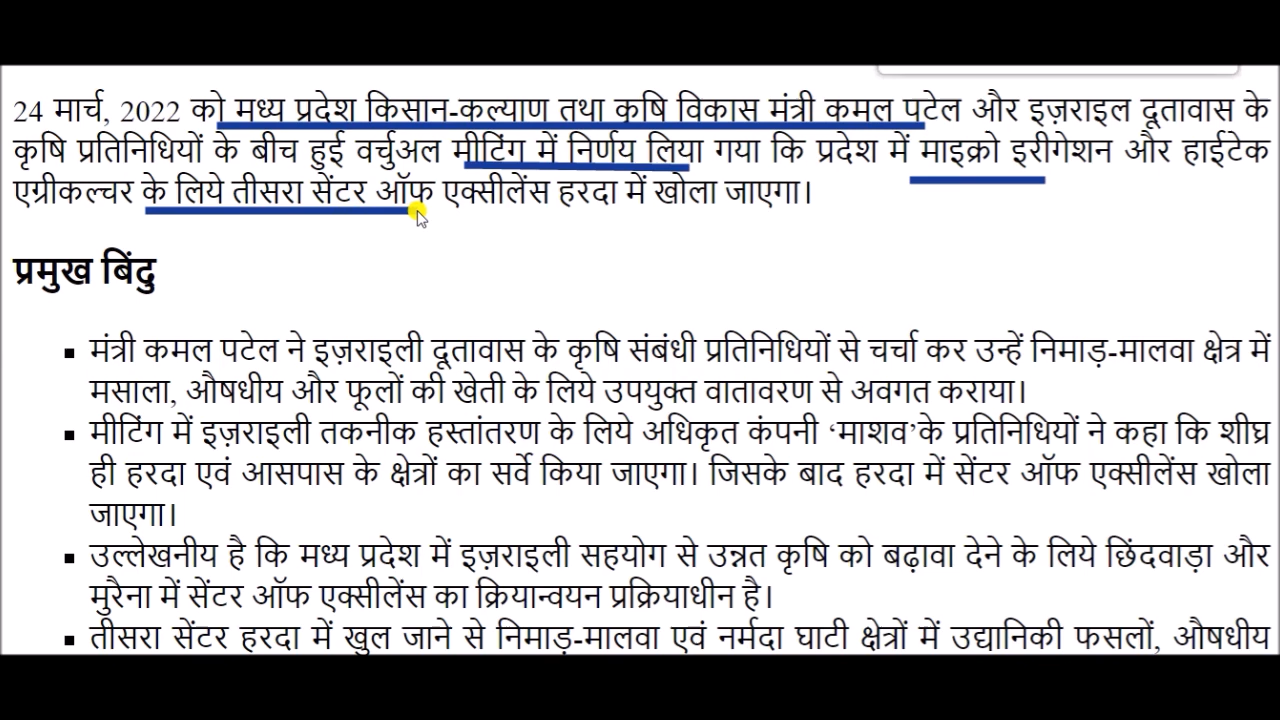 24 मार्च, 2022 को मध्य प्रदेश किसान-कल्याण तथा कृषि विकास मंत्री कमल पटेल और इज़राइल दूतावास के
कृषि प्रतिनिधियों के बीच हुई वर्चुअल मीटिंग में निर्णय लिया गया कि प्रदेश में माइक्रो इरीगेशन और हाईटेक
एग्रीकल्चर के लिये तीसरा सेंटर ऑफ एक्सीलेंस हरदा में खोला जाएगा।
प्रमुख बिंदु
▪ मंत्री कमल पटेल ने इज़राइली दूतावास के कृषि संबंधी प्रतिनिधियों से चर्चा कर उन्हें निमाड़-मालवा क्षेत्र में
मसाला, औषधीय और फूलों की खेती के लिये उपयुक्त वातावरण से अवगत कराया।
▪ मीटिंग में इज़राइली तकनीक हस्तांतरण के लिये अधिकृत कंपनी ‘माशव’के प्रतिनिधियों ने कहा कि शीघ्र
ही हरदा एवं आसपास के क्षेत्रों का सर्वे किया जाएगा। जिसके बाद हरदा में सेंटर ऑफ एक्सीलेंस खोला
जाएगा।
▪ उल्लेखनीय है कि मध्य प्रदेश में इज़राइली सहयोग से उन्नत कृषि को बढ़ावा देने के लिये छिंदवाड़ा और
मुरैना में सेंटर ऑफ एक्सीलेंस का क्रियान्वयन प्रक्रियाधीन है।
▪ तीसरा सेंटर हरदा में खुल जाने से निमाड़-मालवा एवं नर्मदा घाटी क्षेत्रों में उद्यानिकी फसलों, औषधीय